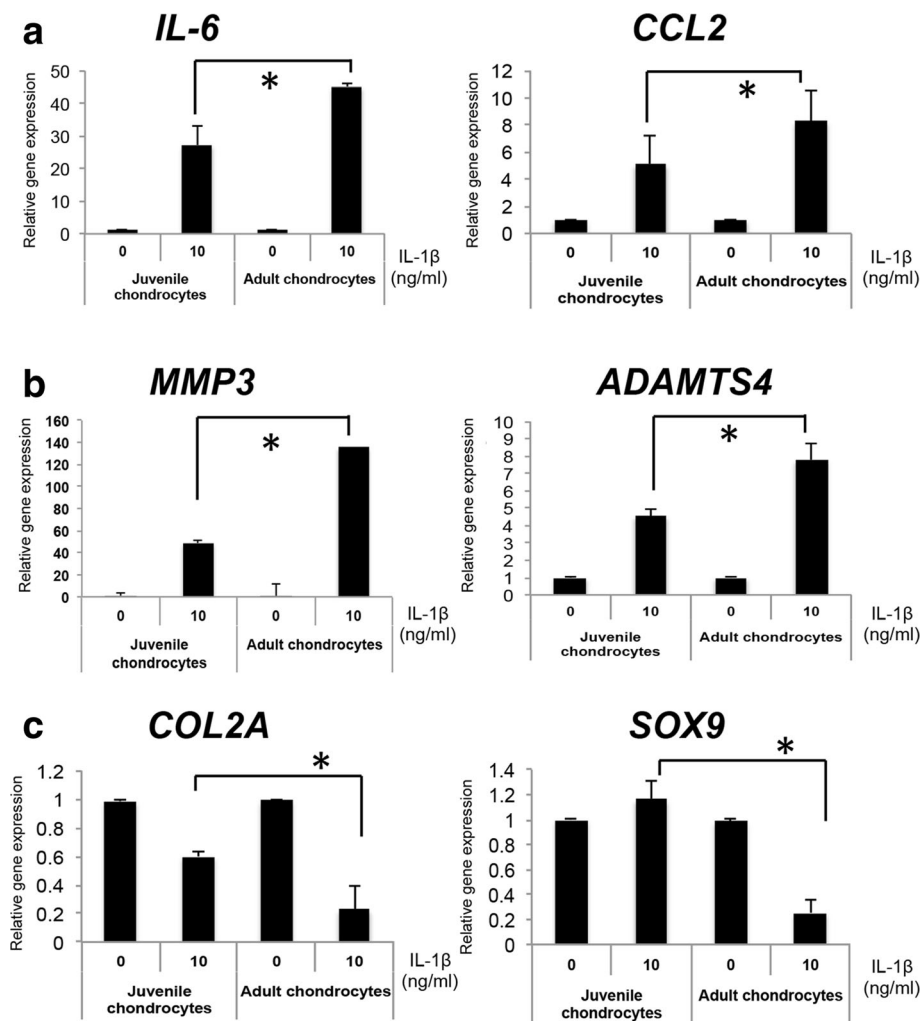 a
IL-6
CCL2
Relative gene expression
50
40
30
20
10
0
0
10
0
10
IL-1β
(ng/ml)
Juvenile
chondrocytes
Adult chondrocytes
*
Relative gene expression
12
10
8
6
4
2
0
0
10
0
10
IL-1β
(ng/ml)
Juvenile
chondrocytes
Adult chondrocytes
*
b
MMP3
ADAMTS4
Relative gene expression
160
140
120
100
80
60
40
20
0
0
10
0
10
IL-1β
(ng/ml)
Juvenile
chondrocytes
Adult chondrocytes
*
Relative gene expression
10
9
8
7
6
5
4
3
2
1
0
0
10
0
10
IL-1β
(ng/ml)
Juvenile
chondrocytes
Adult chondrocytes
*
c
COL2A
SOX9
Relative gene expression
1.2
1
0.8
0.6
0.4
0.2
0
0
10
0
10
IL-1β
(ng/ml)
Juvenile
chondrocytes
Adult chondrocytes
*
Relative gene expression
1.4
1.2
1
0.8
0.6
0.4
0.2
0
0
10
0
10
IL-1β
(ng/ml)
Juvenile
chondrocytes
Adult chondrocytes
*